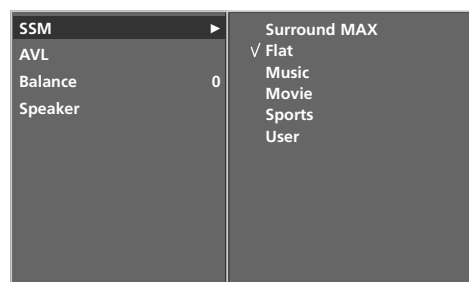 SSM ►
AVL
Balance 0
Speaker
Surround MAX
√ Flat
Music
Movie
Sports
User